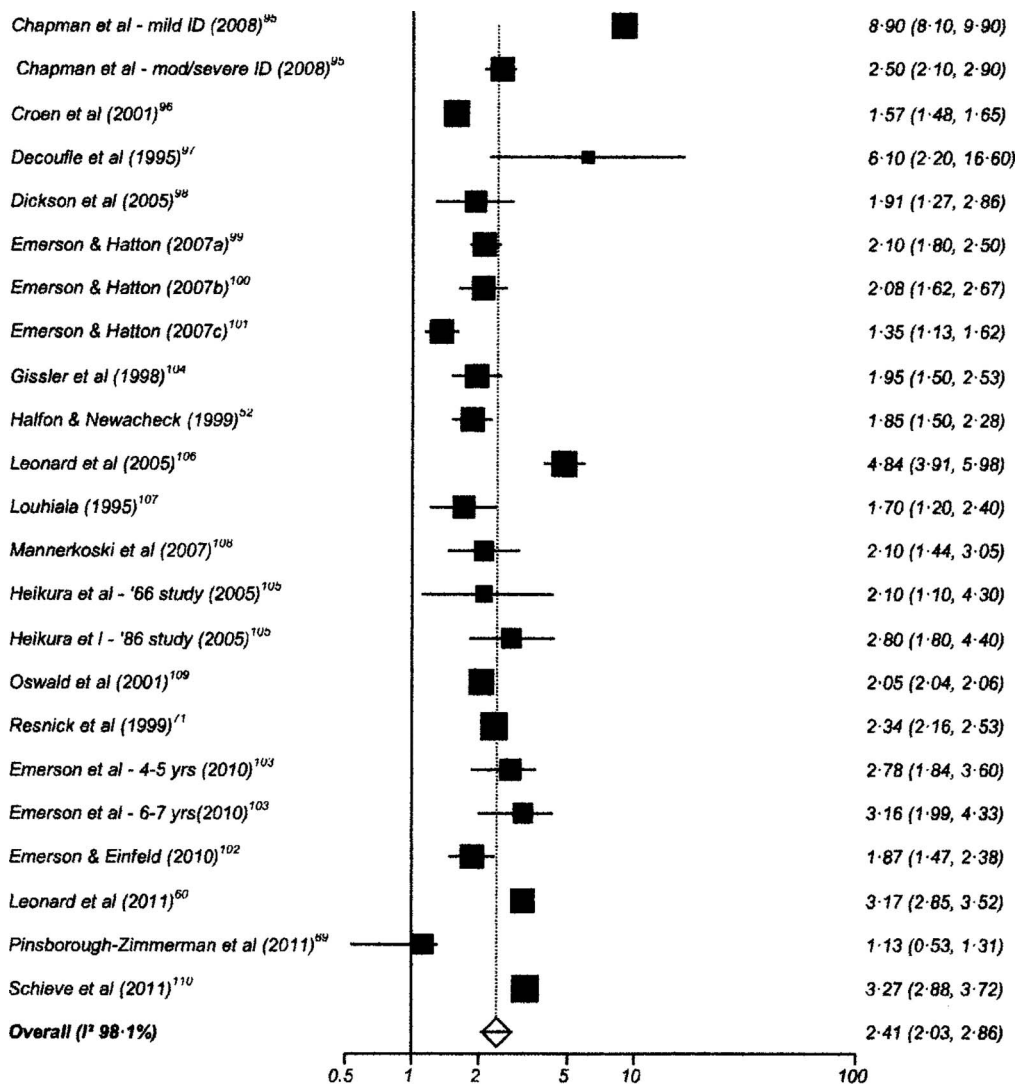 Chapman et al - mild ID (2008)⁹⁵ 8·90 (8·10, 9·90)
Chapman et al - mod/severe ID (2008)⁹⁵ 2·50 (2·10, 2·90)
Croen et al (2001)⁹⁶ 1·57 (1·48, 1·65)
Decoufle et al (1995)⁹⁷ 6·10 (2·20, 16·60)
Dickson et al (2005)⁹⁸ 1·91 (1·27, 2·86)
Emerson & Hatton (2007a)⁹⁹ 2·10 (1·80, 2·50)
Emerson & Hatton (2007b)¹⁰⁰ 2·08 (1·62, 2·67)
Emerson & Hatton (2007c)¹⁰¹ 1·35 (1·13, 1·62)
Gissler et al (1998)¹⁰⁴ 1·95 (1·50, 2·53)
Halfon & Newacheck (1999)⁵² 1·85 (1·50, 2·28)
Leonard et al (2005)¹⁰⁶ 4·84 (3·91, 5·98)
Louhiala (1995)¹⁰⁷ 1·70 (1·20, 2·40)
Mannerkoski et al (2007)¹⁰⁸ 2·10 (1·44, 3·05)
Heikura et al - '66 study (2005)¹⁰⁵ 2·10 (1·10, 4·30)
Heikura et l - '86 study (2005)¹⁰⁵ 2·80 (1·80, 4·40)
Oswald et al (2001)¹⁰⁹ 2·05 (2·04, 2·06)
Resnick et al (1999)⁷¹ 2·34 (2·16, 2·53)
Emerson et al - 4-5 yrs (2010)¹⁰³ 2·78 (1·84, 3·60)
Emerson et al - 6-7 yrs(2010)¹⁰³ 3·16 (1·99, 4·33)
Emerson & Einfeld (2010)¹⁰² 1·87 (1·47, 2·38)
Leonard et al (2011)⁶⁰ 3·17 (2·85, 3·52)
Pinsborough-Zimmerman et al (2011)⁶⁹ 1·13 (0·53, 1·31)
Schieve et al (2011)¹¹⁰ 3·27 (2·88, 3·72)
Overall (I² 98·1%) 2·41 (2·03, 2·86)
0.5 1 2 5 10 100